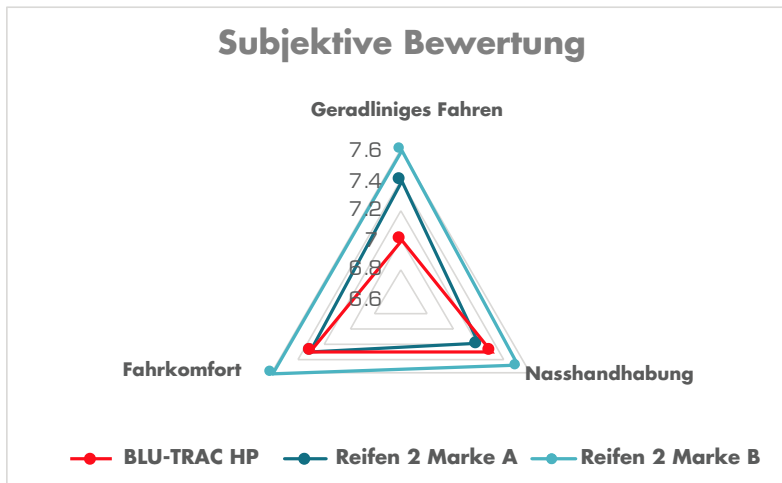 Subjektive Bewertung
Geradliniges Fahren
7.6
7.4
7.2
7
6.8
6.6
Fahrkomfort
Nasshandhabung
BLU-TRAC HP
Reifen 2 Marke A
Reifen 2 Marke B